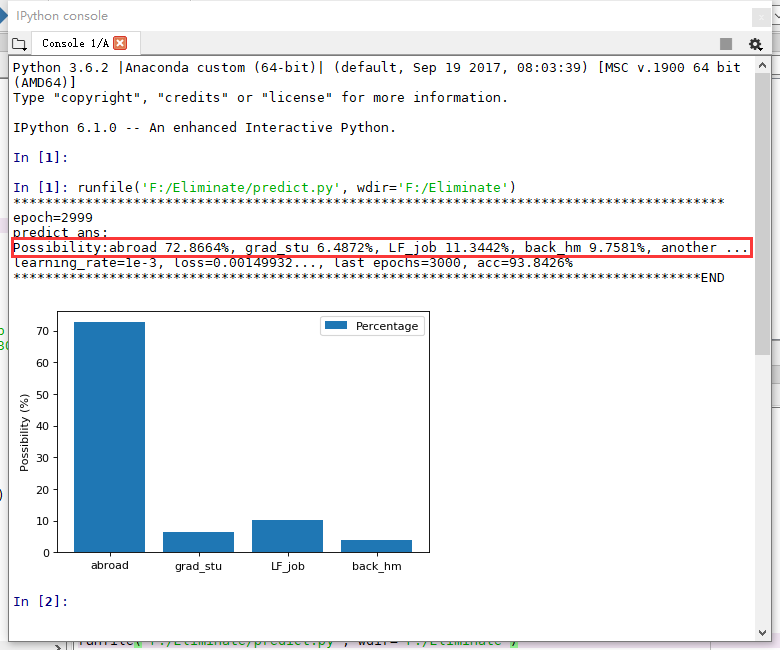 IPython console
Console 1/A
Python 3.6.2 |Anaconda custom (64-bit)| (default, Sep 19 2017, 08:03:39) [MSC v.1900 64 bit
(AMD64)]
Type "copyright", "credits" or "license" for more information.
IPython 6.1.0 -- An enhanced Interactive Python.
In [1]:
In [1]: runfile('F:/Eliminate/predict.py', wdir='F:/Eliminate')
*****************************************************************************************
epoch=2999
predict ans:
Possibility:abroad 72.8664%, grad_stu 6.4872%, LF_job 11.3442%, back_hm 9.7581%, another ...
learning_rate=1e-3, loss=0.00149932..., last epochs=3000, acc=93.8426%
**************************************************************************************END
Percentage
Possibility (%)
70
60
50
40
30
20
10
0
abroad grad_stu LF_job back_hm
In [2]:
runfile('F:/Eliminate/predict.py', wdir='F:/Eliminate')